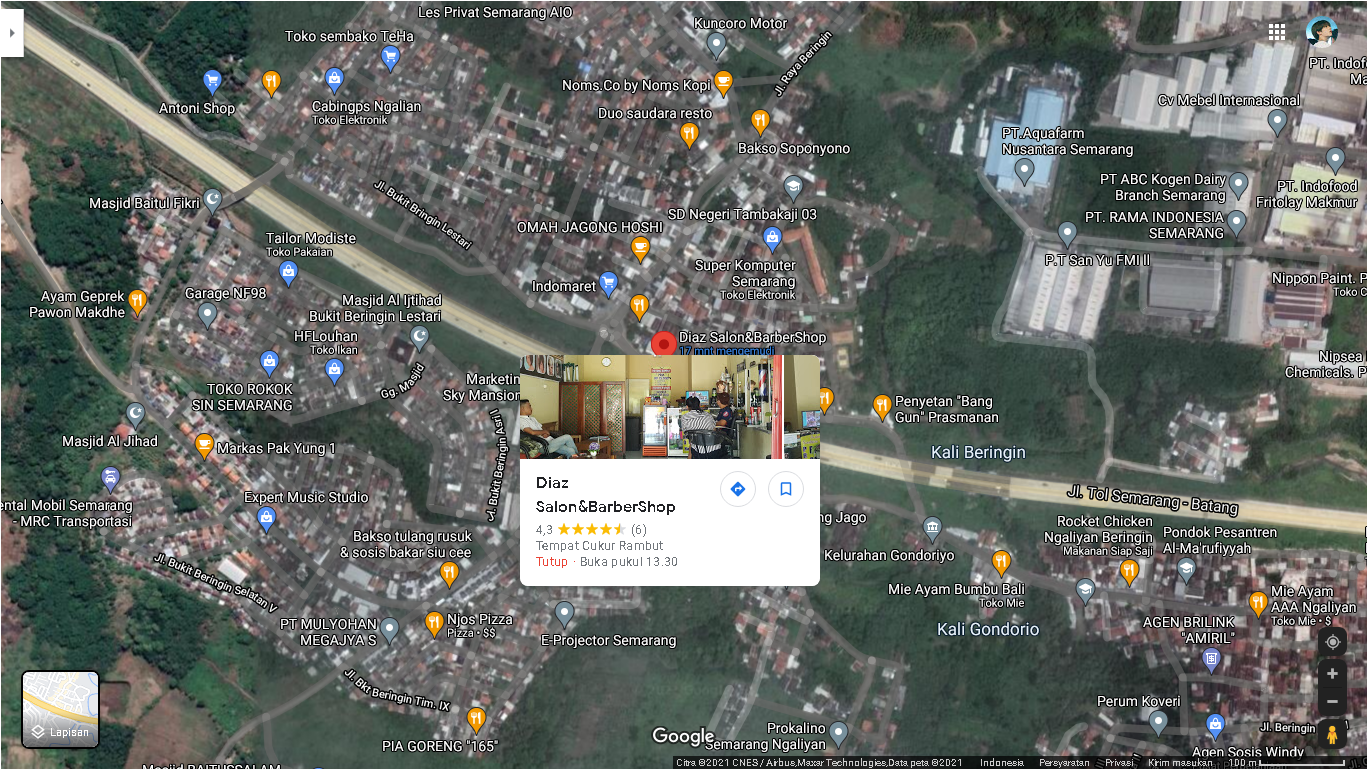 Les Privat Semarang AIO
Kuncoro Motor
Toko sembako TeHa
Jl. Raya Beringin
PT. Indof
Antoni Shop
Cabingps Ngalian
Toko Elektronik
Noms.Co by Noms Kopi
Duo saudara resto
Cv Mebel Internasional
Bakso Soponyono
PT.Aquafarm
Nusantara Semarang
Masjid Baitul Fikri
Jl. Bukit Bringin Lestari
SD Negeri Tambakaji 03
PT ABC Kogen Dairy
Branch Semarang
PT. Indofood
Fritolay Makmur
PT. RAMA INDONESIA
SEMARANG
OMAH JAGONG HOSHI
Tailor Modiste
Toko Pakaian
P.T San Yu FMI II
Super Komputer
Semarang
Toko Elektronik
Indomaret
Nippon Paint. P
Toko C
Ayam Geprek
Pawon Makdhe
Garage NF98
Masjid Al Ijtihad
Bukit Beringin Lestari
HFLouhan
Toko Ikan
Diaz Salon&BarberShop
17 mnt mengemudi
Nipsea
Chemicals. P
TOKO ROKOK
SIN SEMARANG
Gg. Masjid
Marketin
Sky Mansion
Penyetan "Bang
Gun" Prasmanan
Masjid Al Jihad
Markas Pak Yung 1
Jl. Bukit Beringin Asri II
Kali Beringin
Diaz
Salon&BarberShop
4,3
(6)
Tempat Cukur Rambut
Tutup · Buka pukul 13.30
Jl. Tol Semarang - Batang
ental Mobil Semarang
- MRC Transportasi
Expert Music Studio
ng Jago
Rocket Chicken
Ngaliyan Beringin
Makanan Siap Saji
Pondok Pesantren
Al-Ma'rufiyyah
Bakso tulang rusuk
& sosis bakar siu cee
Kelurahan Gondoriyo
Jl. Bukit Beringin Selatan V
Mie Ayam Bumbu Bali
Toko Mie
Mie Ayam
AAA Ngaliyan
Toko Mie • $
PT MULYOHAN
MEGAJYA S
Njos Pizza
Pizza • $$
E-Projector Semarang
Kali Gondorio
AGEN BRILINK
"AMIRIL"
Jl. Bkt Beringin Tim. IX
Perum Koveri
Lapisan
PIA GORENG "165"
Google
Prokalino
Semarang Ngaliyan
Jl. Beringin
Agen Sosis Windy
Masjid BAITUSSALAM
Citra ©2021 CNES / Airbus,Maxar Technologies,Data peta ©2021
Indonesia
Persyaratan
Privasi
Kirim masukan
100 m